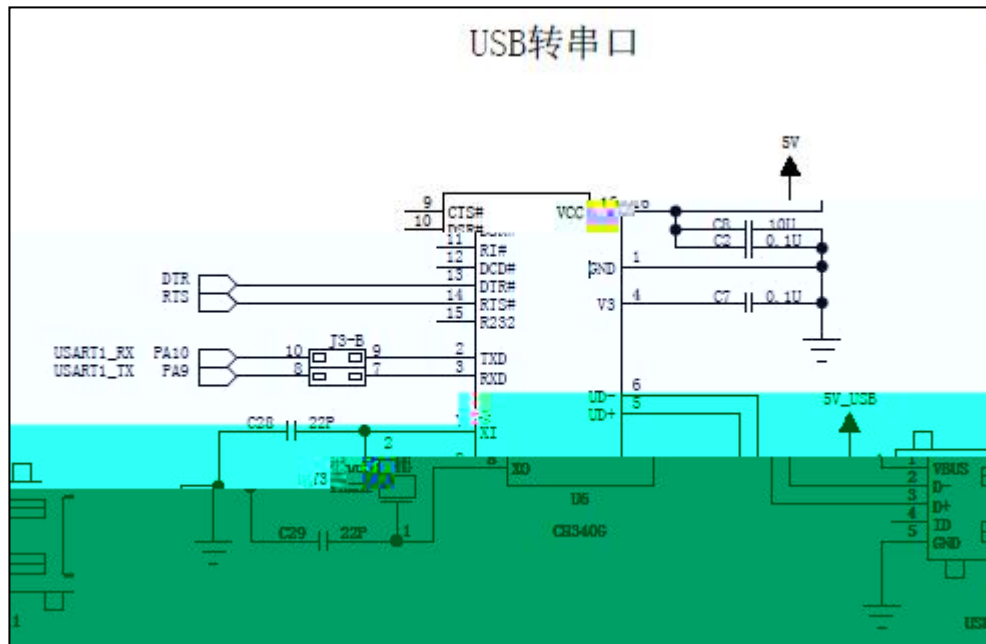 USB转串口
5V
9 CTS# VCC
10
C8 10U
11 RI# C2 0.1U
12 DCD# GND 1
DTR 13 DTR#
RTS 14 RTS# V3 4 C7 0.1U
15 R232
J3-B
USART1_RX PA10 10 9 2 TXD
USART1_TX PA9 8 7 3 RXD
6
UD- 5V_USB
UD+ 5
C28 22P
2 XI
8 XO 1 VBUS
2 D-
U6 3 D+
C29 22P 1 CH340G 4 ID
5 GND
1